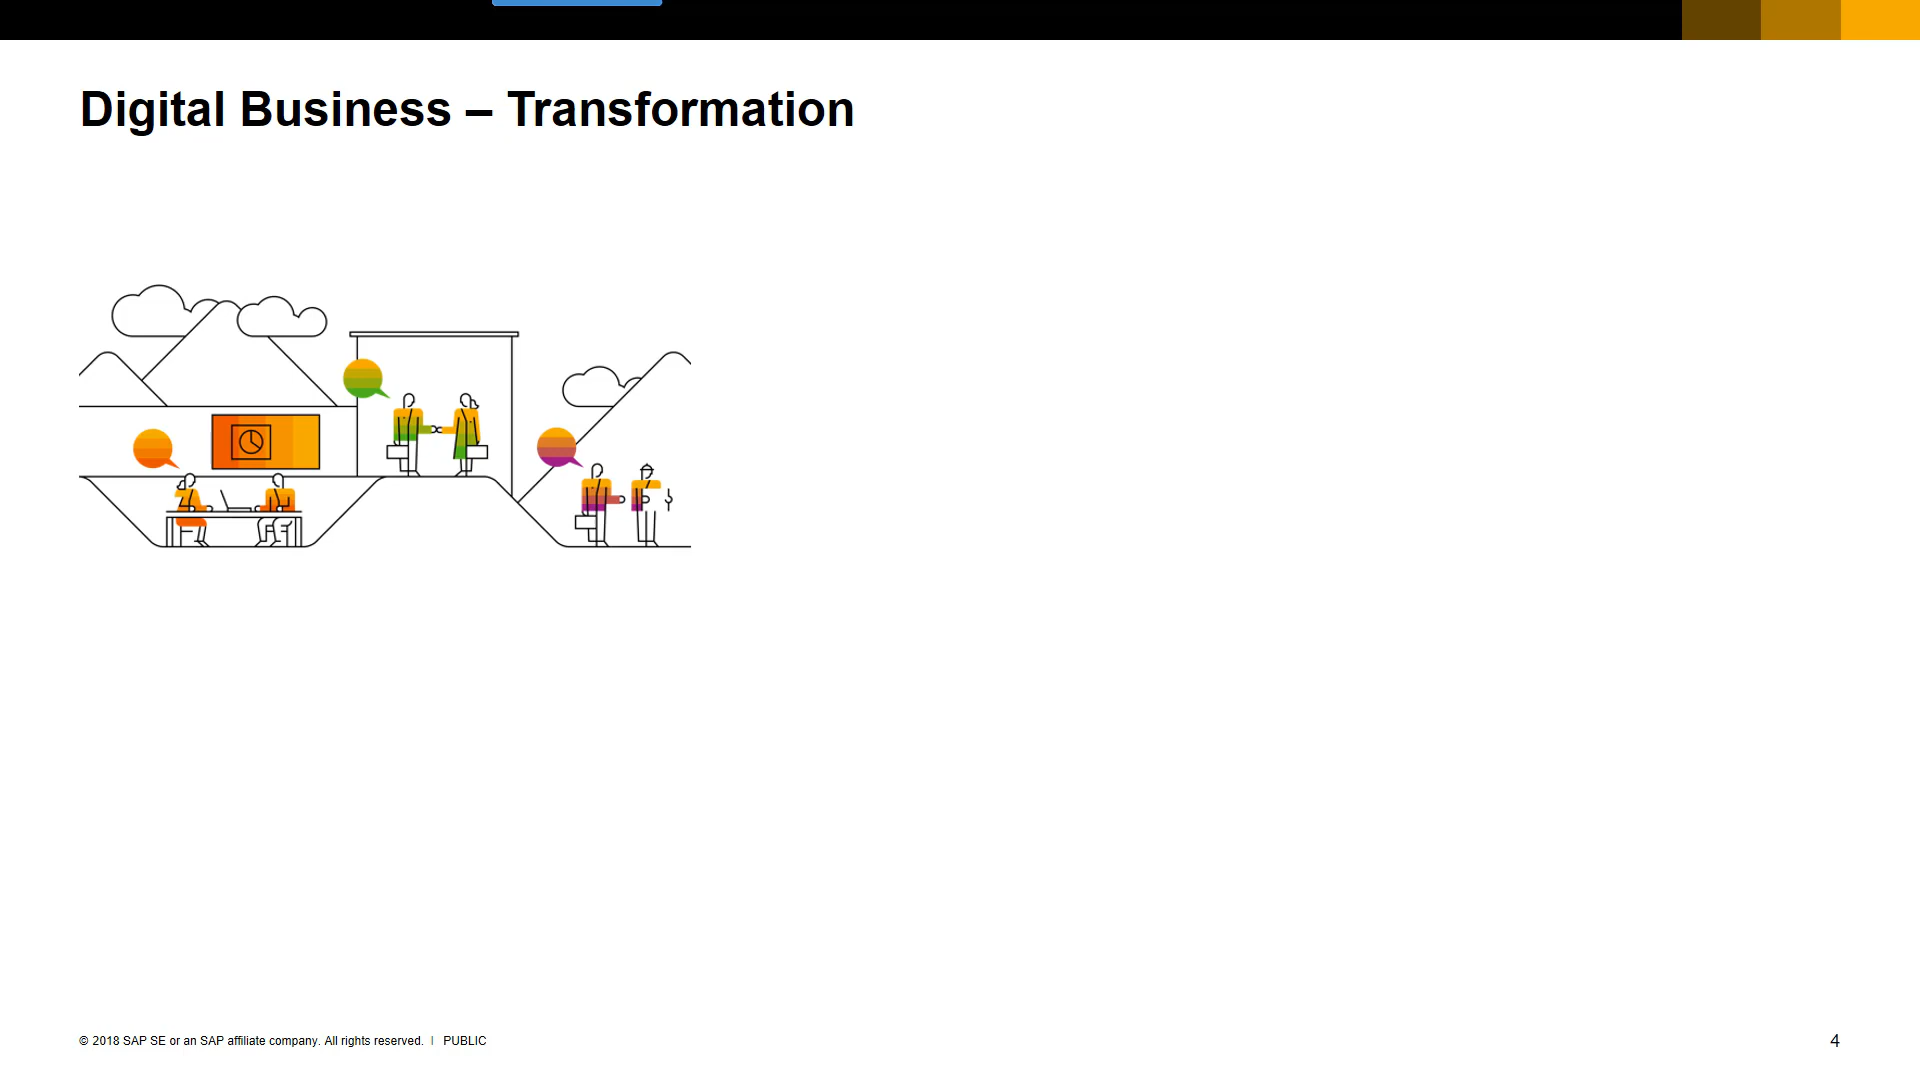 Digital Business – Transformation
© 2018 SAP SE or an SAP affiliate company. All rights reserved. | PUBLIC
4